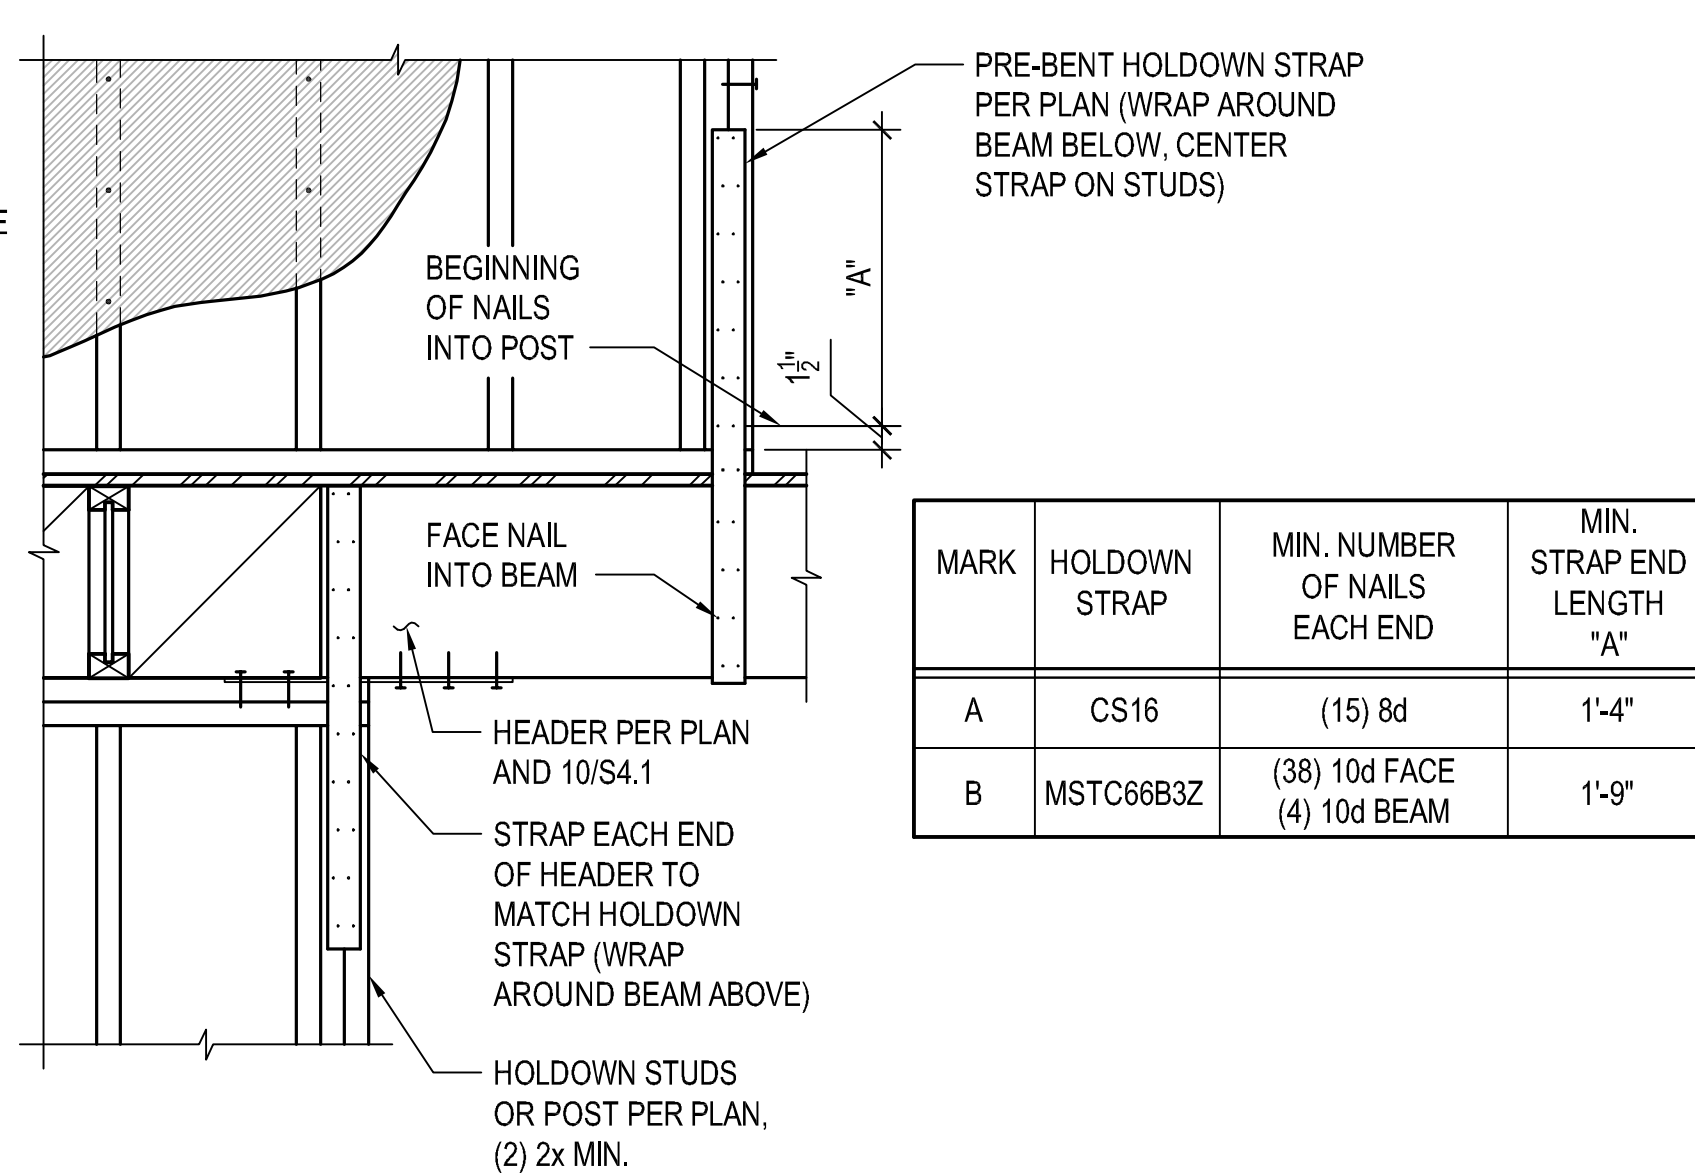 PRE-BENT HOLDOWN STRAP
PER PLAN (WRAP AROUND
BEAM BELOW, CENTER
STRAP ON STUDS)
E
BEGINNING
OF NAILS
INTO POST
"A"
1 1/2"
FACE NAIL
INTO BEAM
HEADER PER PLAN
AND 10/S4.1
STRAP EACH END
OF HEADER TO
MATCH HOLDOWN
STRAP (WRAP
AROUND BEAM ABOVE)
HOLDOWN STUDS
OR POST PER PLAN,
(2) 2x MIN.
MARK
HOLDOWN
STRAP
MIN. NUMBER
OF NAILS
EACH END
MIN.
STRAP END
LENGTH
"A"
A
CS16
(15) 8d
1'-4"
B
MSTC66B3Z
(38) 10d FACE
(4) 10d BEAM
1'-9"